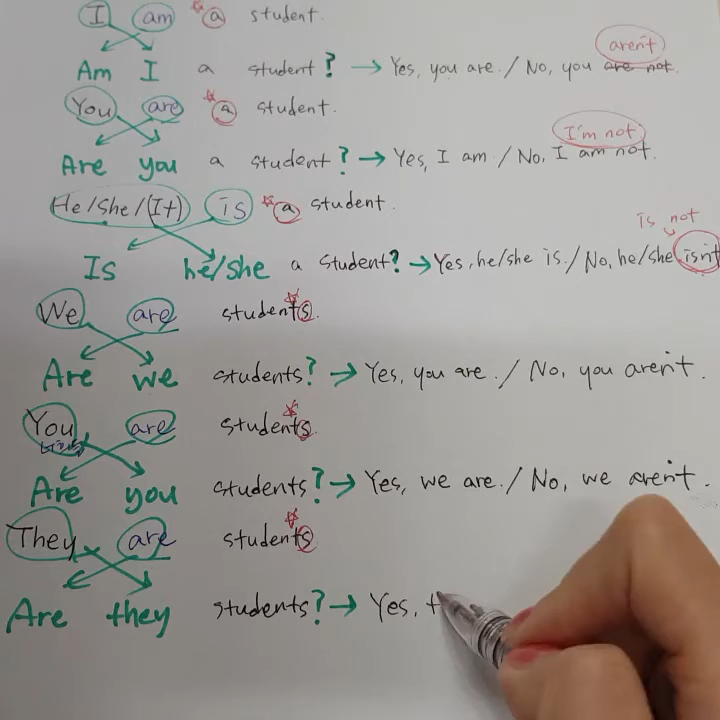 I am a student.
aren't
Am I a student? → Yes, you are. / No, you are not.
You are a student.
I'm not
Are you a student? → Yes, I am / No, I am not.
He/She/(It) is a student.
is not
Is he/she a student? → Yes, he/she is. / No, he/she isn't
We are students.
Are we students? → Yes, you are. / No, you aren't.
You are students.
Are you students? → Yes, we are. / No, we aren't.
They are students
Are they students? → Yes, t